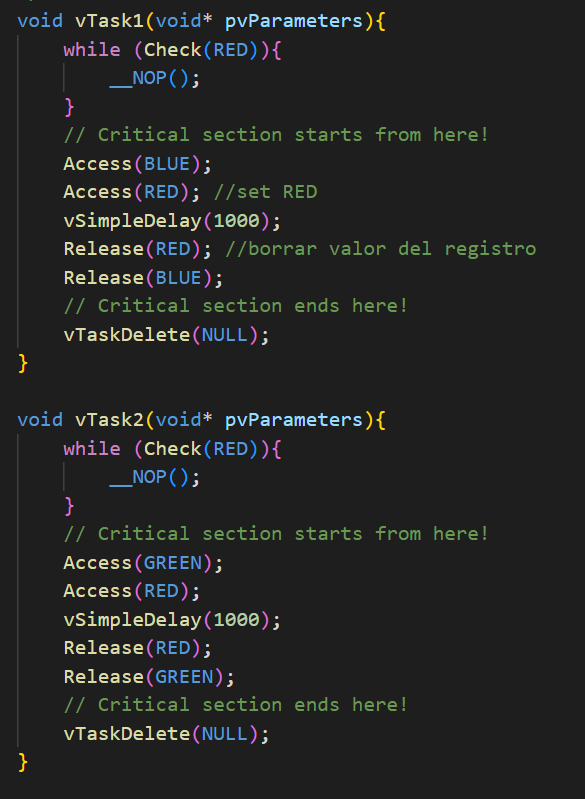 void vTask1(void* pvParameters){
    while (Check(RED)){
        __NOP();
    }
    // Critical section starts from here!
    Access(BLUE);
    Access(RED); //set RED
    vSimpleDelay(1000);
    Release(RED); //borrar valor del registro
    Release(BLUE);
    // Critical section ends here!
    vTaskDelete(NULL);
}

void vTask2(void* pvParameters){
    while (Check(RED)){
        __NOP();
    }
    // Critical section starts from here!
    Access(GREEN);
    Access(RED);
    vSimpleDelay(1000);
    Release(RED);
    Release(GREEN);
    // Critical section ends here!
    vTaskDelete(NULL);
}